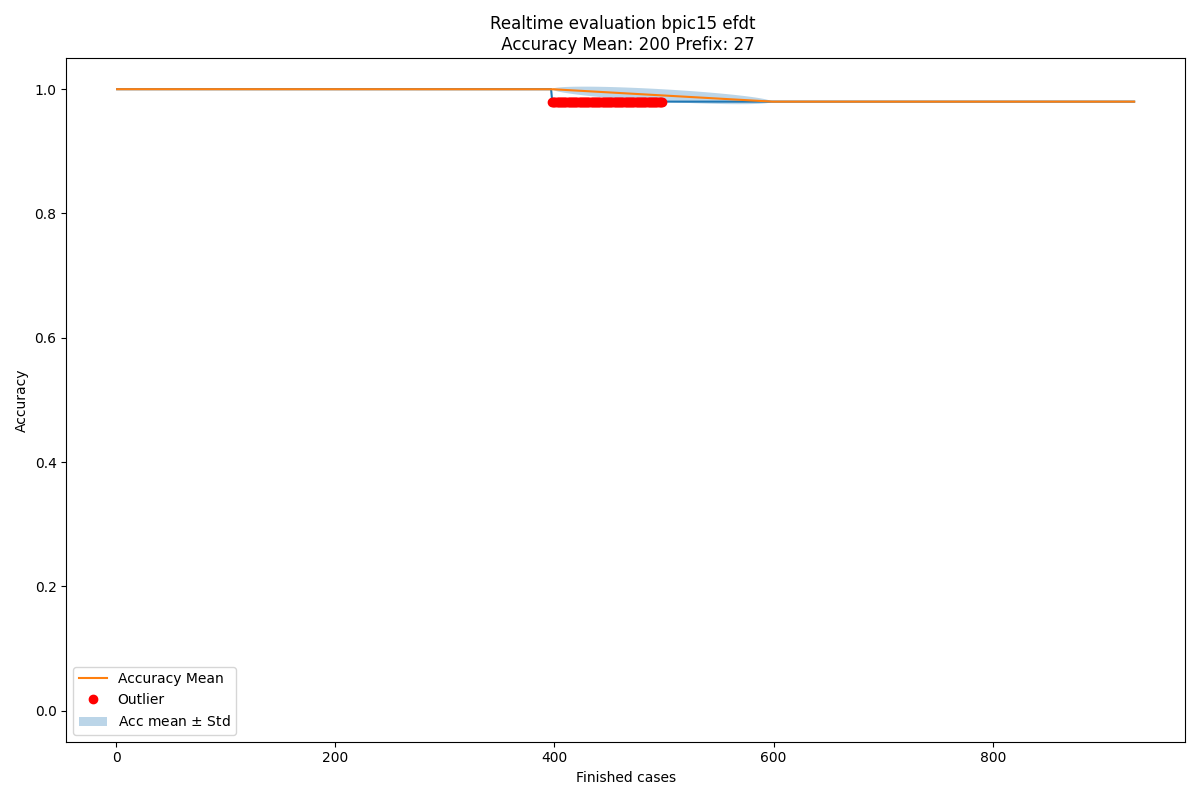 Realtime evaluation bpic15 efdt
Accuracy Mean: 200 Prefix: 27
1.0
0.8
0.6
0.4
0.2
0.0
Accuracy
Accuracy Mean
Outlier
Acc mean ± Std
0 200 400 600 800
Finished cases